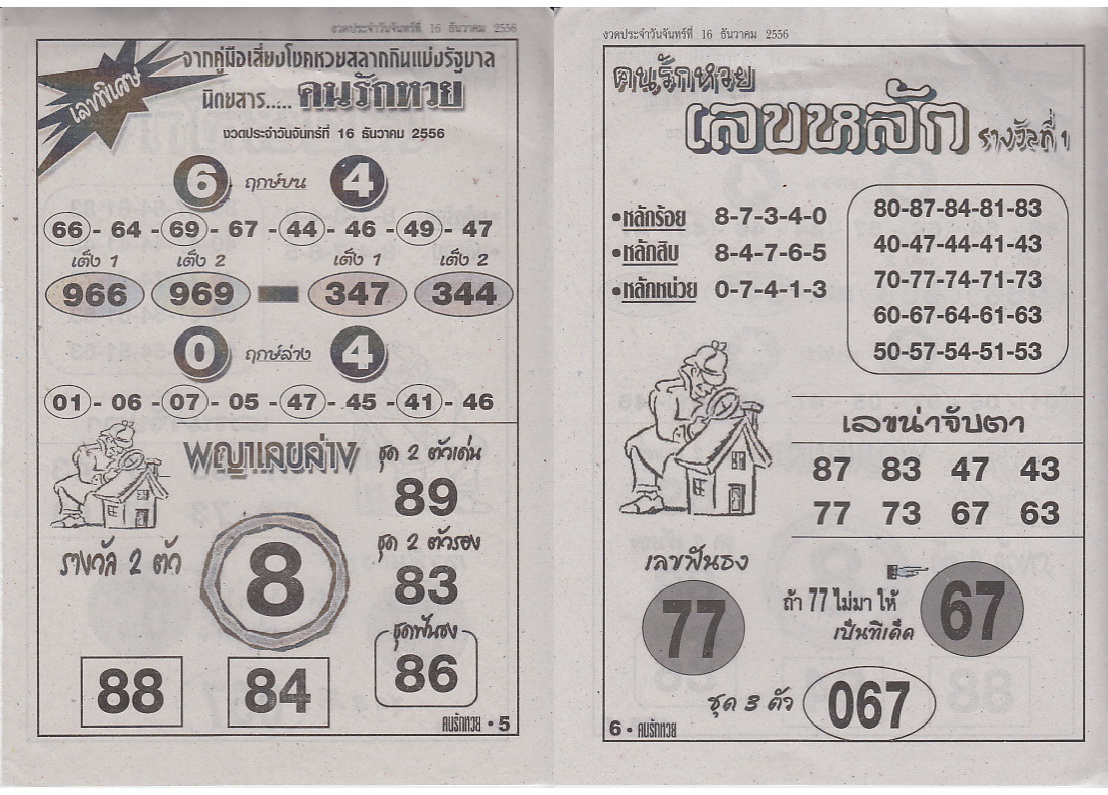 งวดประจำวันจันทร์ที่ 16 ธันวาคม 2556
เลขพิเศษ
จากคู่มือเสี่ยงโชคหวยสลากกินแบ่งรัฐบาล
นิตยสาร..... คนรักหวย
งวดประจำวันจันทร์ที่ 16 ธันวาคม 2556
6 ฤกษ์บน 4
66 - 64 - 69 - 67 - 44 - 46 - 49 - 47
เต็ง 1 เต็ง 2 เต็ง 1 เต็ง 2
966 969 - 347 344
0 ฤกษ์ล่าง 4
01 - 06 - 07 - 05 - 47 - 45 - 41 - 46
พญาเลขล่าง
ชุด 2 ตัวเด่น
89
รางวัล 2 ตัว
8
ชุด 2 ตัวรอง
83
ชุดฟันธง
86
88 84
คนรักหวย • 5
งวดประจำวันจันทร์ที่ 16 ธันวาคม 2556
คนรักหวย
เลขหลัก รางวัลที่ 1
•หลักร้อย 8-7-3-4-0
•หลักสิบ 8-4-7-6-5
•หลักหน่วย 0-7-4-1-3
80-87-84-81-83
40-47-44-41-43
70-77-74-71-73
60-67-64-61-63
50-57-54-51-53
เลขน่าจับตา
87 83 47 43
77 73 67 63
เลขฟันธง
77
ถ้า 77 ไม่มา ให้
เป็นทีเด็ด
67
ชุด 3 ตัว 067
6 • คนรักหวย